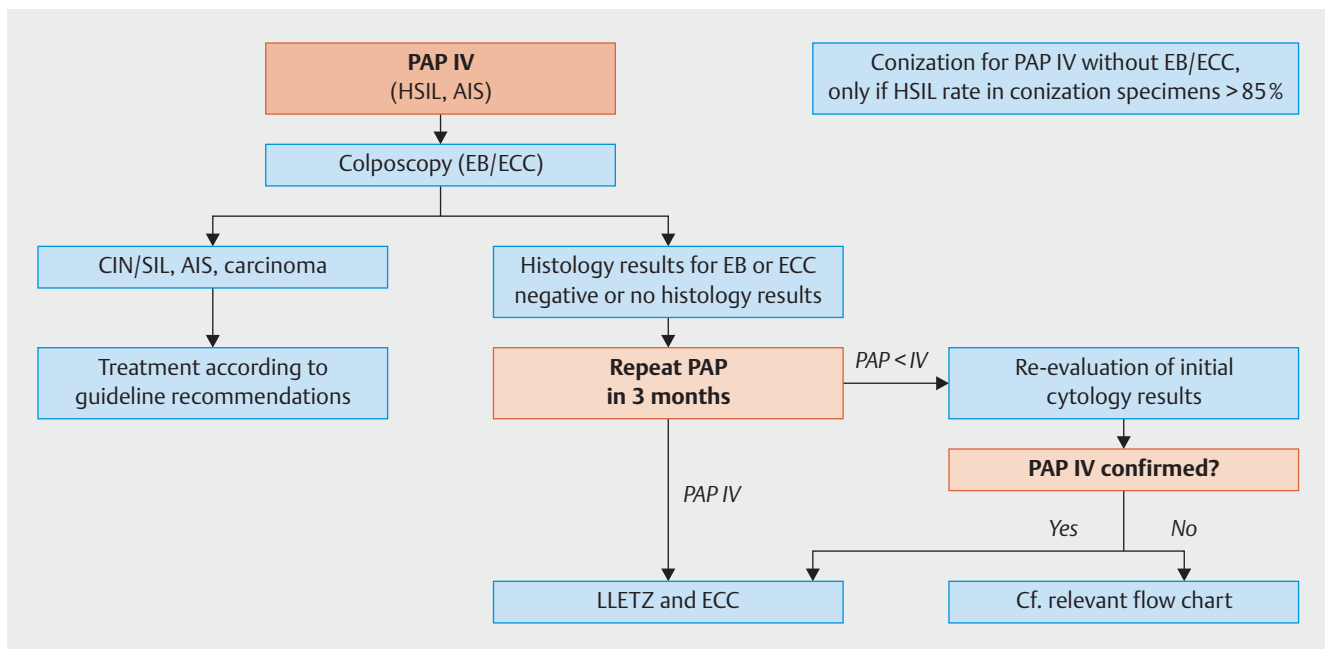 PAP IV
(HSIL, AIS)
Conization for PAP IV without EB/ECC,
only if HSIL rate in conization specimens > 85 %
Colposcopy (EB/ECC)
CIN/SIL, AIS, carcinoma
Histology results for EB or ECC
negative or no histology results
Treatment according to
guideline recommendations
Repeat PAP
in 3 months
PAP < IV
Re-evaluation of initial
cytology results
PAP IV confirmed?
PAP IV
Yes
No
LLETZ and ECC
Cf. relevant flow chart